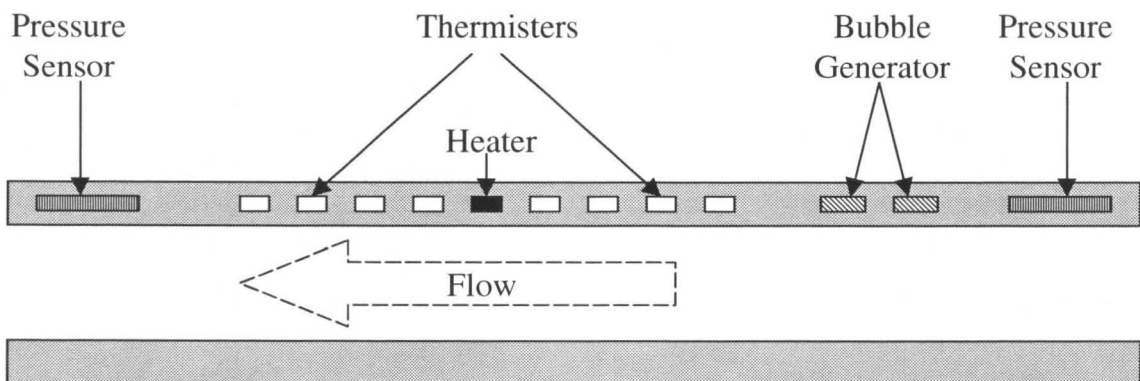 Pressure
Sensor
Thermisters
Bubble
Generator
Pressure
Sensor
Heater
Flow